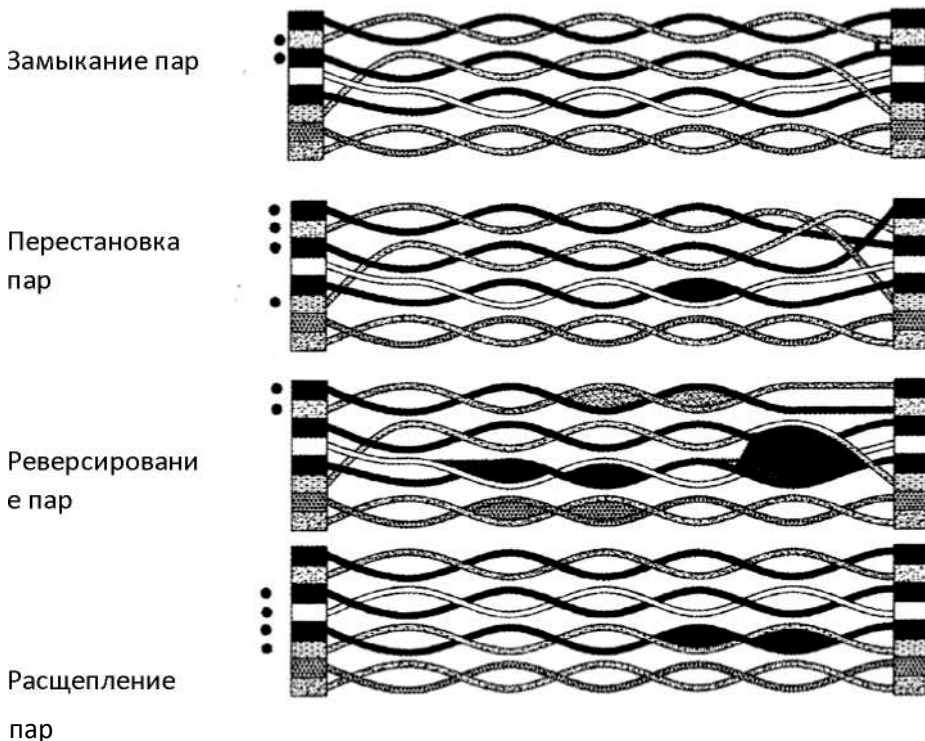 Замыкание пар
Перестановка
пар
Реверсировани
е пар
Расщепление
пар